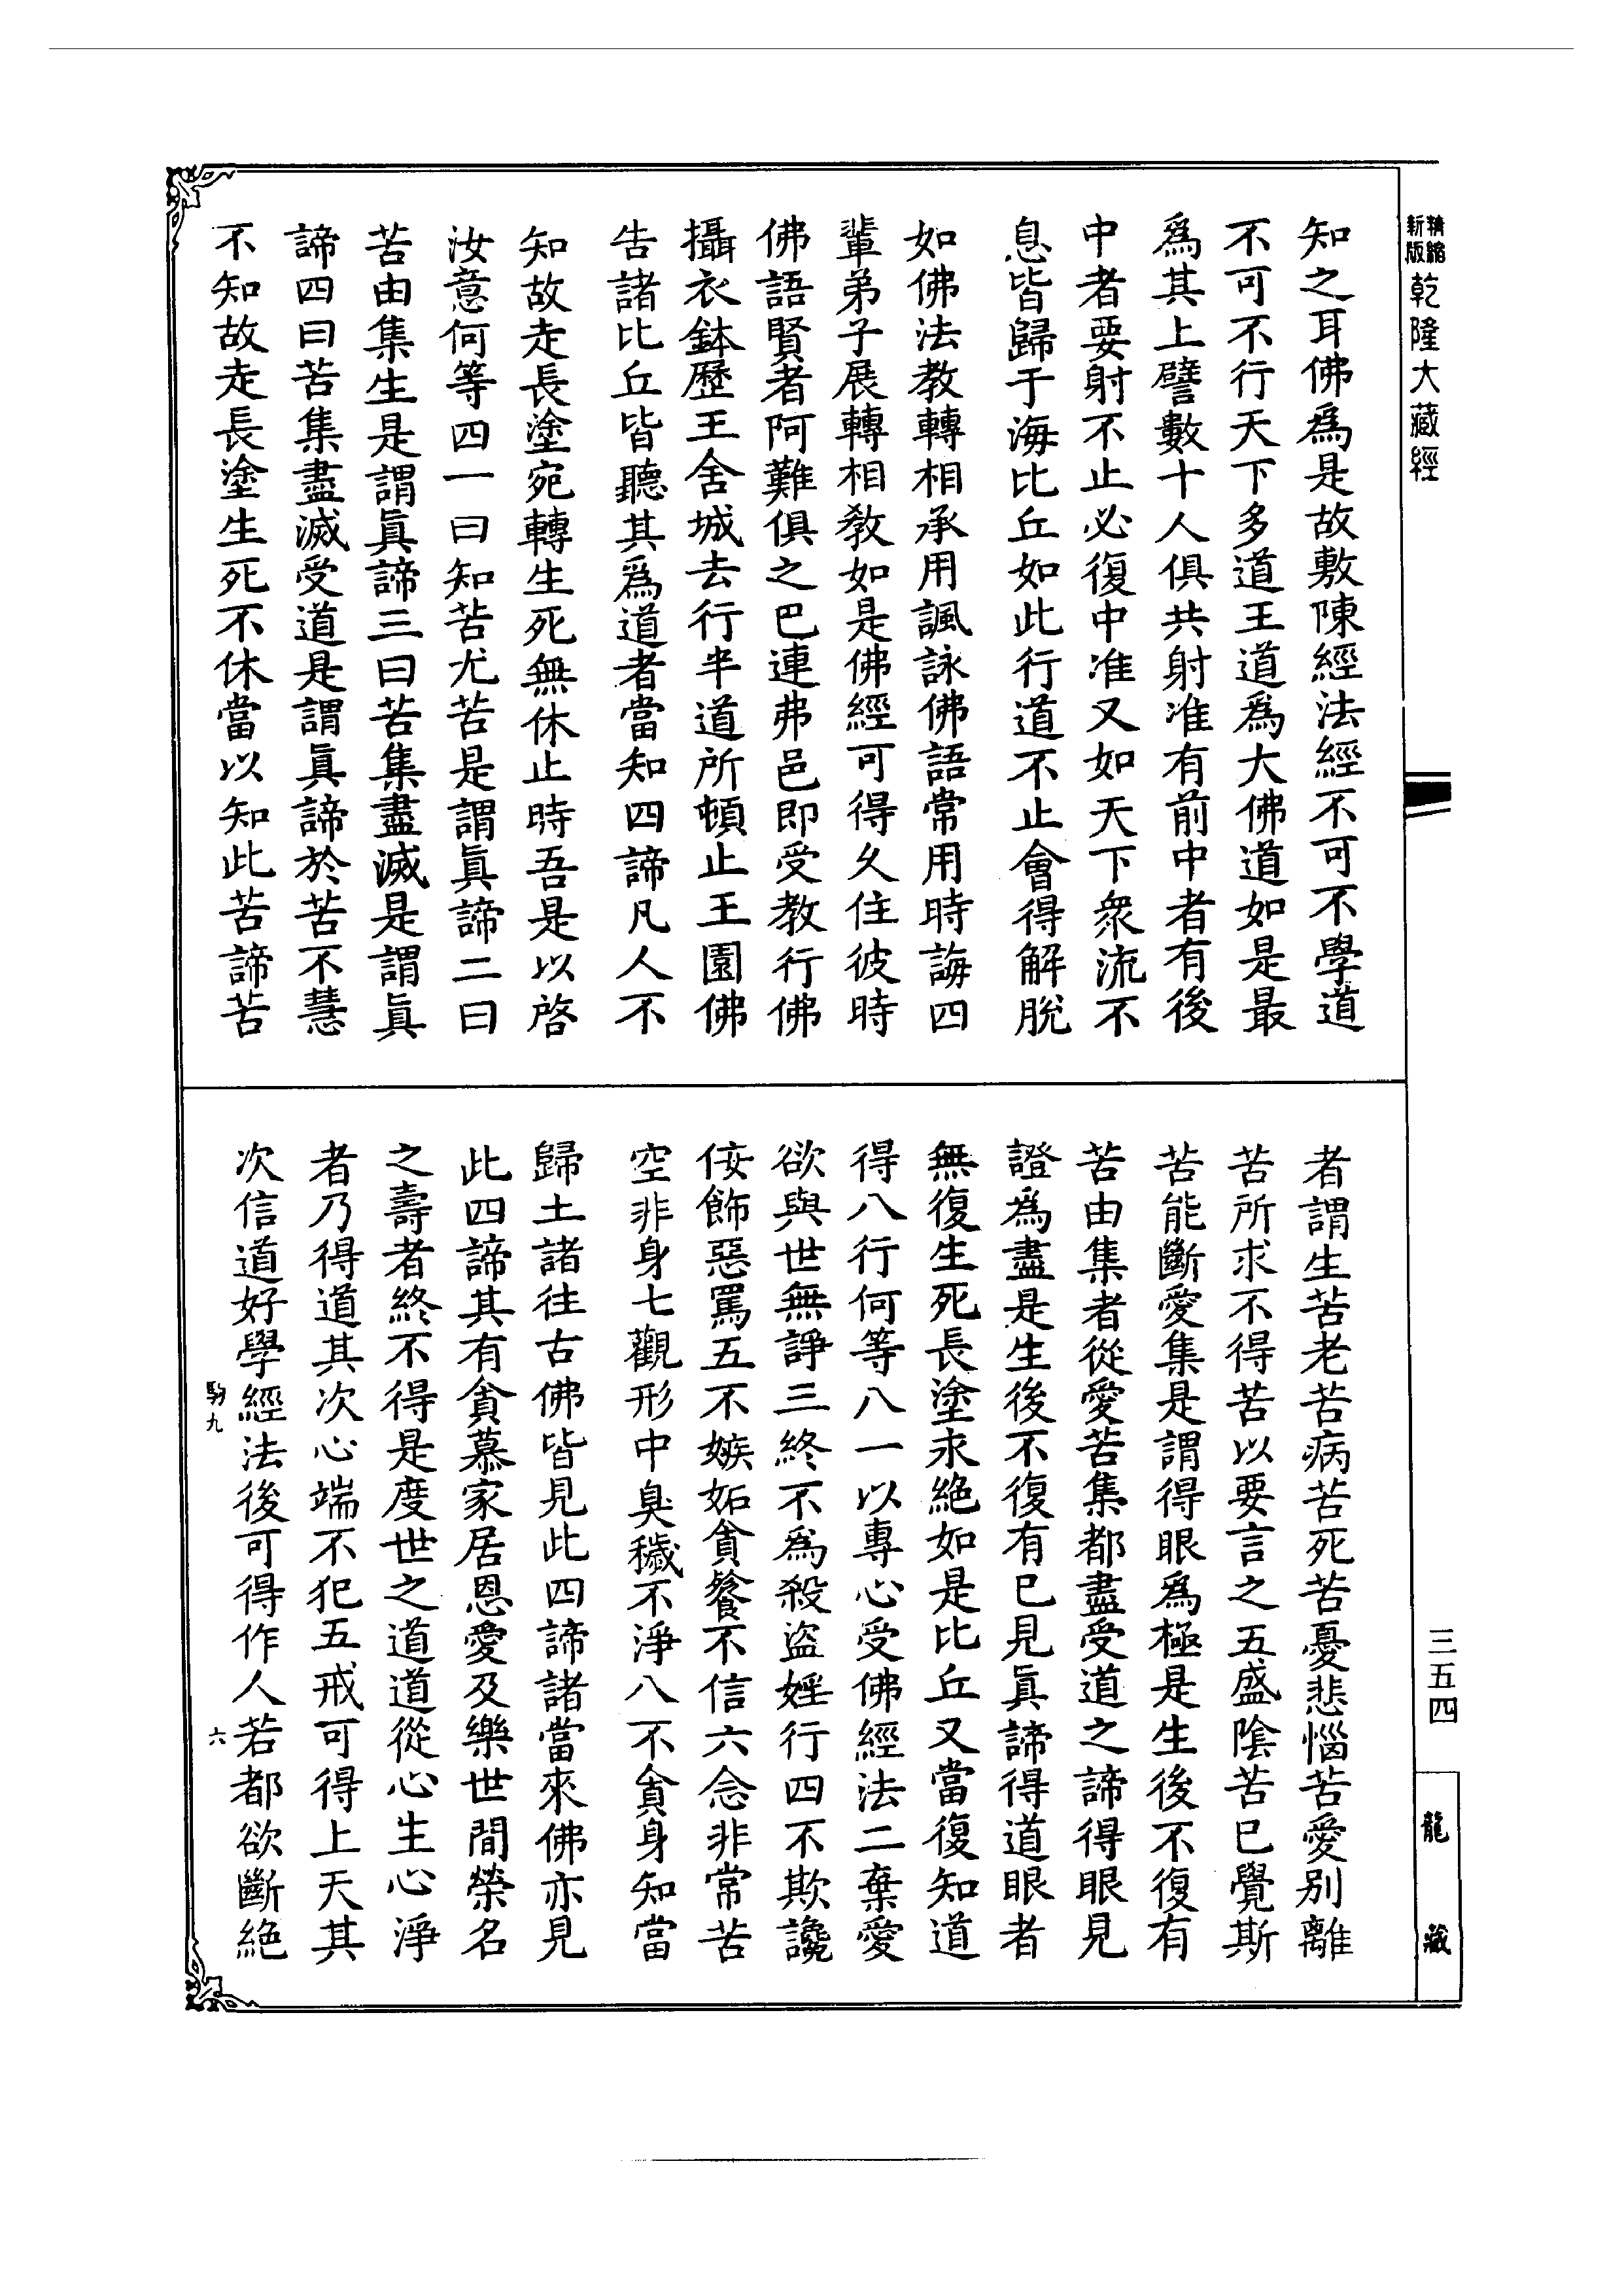 精縮
新版
乾隆大藏經
三五四
龍藏
知之耳佛爲是故敷陳經法經不可不學道
不可不行天下多道王道爲大佛道如是最
爲其上譬數十人俱共射准有前中者有後
中者要射不止必復中准又如天下衆流不
息皆歸于海比丘如此行道不止會得解脫
如佛法教轉相承用諷詠佛語常用時誨四
輩弟子展轉相敎如是佛經可得久住彼時
佛語賢者阿難俱之巴連弗邑即受教行佛
攝衣鉢歷王舍城去行半道所頓止王園佛
告諸比丘皆聽其爲道者當知四諦凡人不
知故走長塗宛轉生死無休止時吾是以啓
汝意何等四一曰知苦尤苦是謂眞諦二曰
苦由集生是謂眞諦三曰苦集盡滅是謂眞
諦四曰苦集盡滅受道是謂眞諦於苦不慧
不知故走長塗生死不休當以知此苦諦苦
者謂生苦老苦病苦死苦憂悲惱苦愛別離
苦所求不得苦以要言之五盛陰苦已覺斯
苦能斷愛集是謂得眼爲極是生後不復有
苦由集者從愛苦集都盡受道之諦得眼見
證爲盡是生後不復有已見眞諦得道眼者
無復生死長塗永絕如是比丘又當復知道
得八行何等八一以專心受佛經法二棄愛
欲與世無諍三終不爲殺盜婬行四不欺讒
佞飾惡罵五不嫉妬貪餮不信六念非常苦
空非身七觀形中臭穢不淨八不貪身知當
歸土諸往古佛皆見此四諦諸當來佛亦見
此四諦其有貪慕家居恩愛及樂世間榮名
之壽者終不得是度世之道道從心生心淨
者乃得道其次心端不犯五戒可得上天其
次信道好學經法後可得作人若都欲斷絕
駒九
六